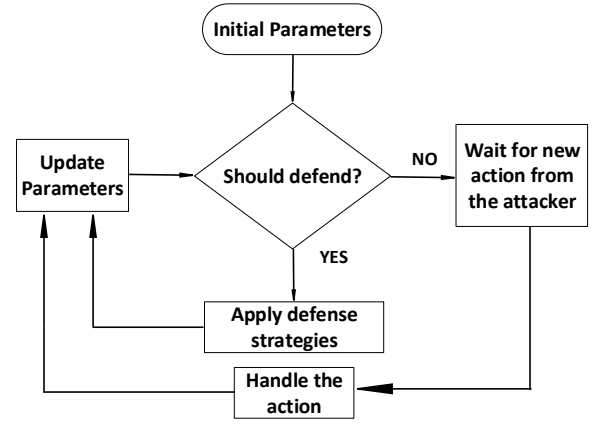 Initial Parameters
Update
Parameters
Should defend?
NO
Wait for new
action from
the attacker
YES
Apply defense
strategies
Handle the
action